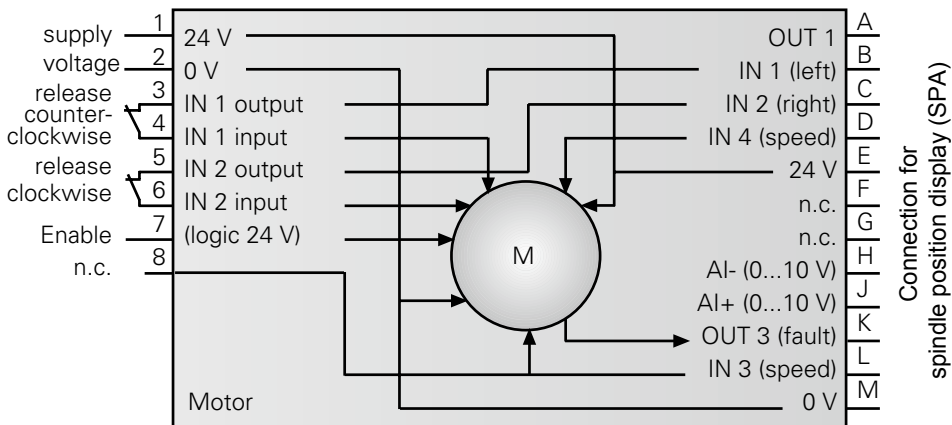 supply
voltage
release
counter-
clockwise
release
clockwise
Enable
n.c.
1
2
3
4
5
6
7
8
24 V
0 V
IN 1 output
IN 1 input
IN 2 output
IN 2 input
(logic 24 V)
Motor
M
OUT 1
IN 1 (left)
IN 2 (right)
IN 4 (speed)
24 V
n.c.
n.c.
AI- (0...10 V)
AI+ (0...10 V)
OUT 3 (fault)
IN 3 (speed)
0 V
A
B
C
D
E
F
G
H
J
K
L
M
Connection for
spindle position display (SPA)